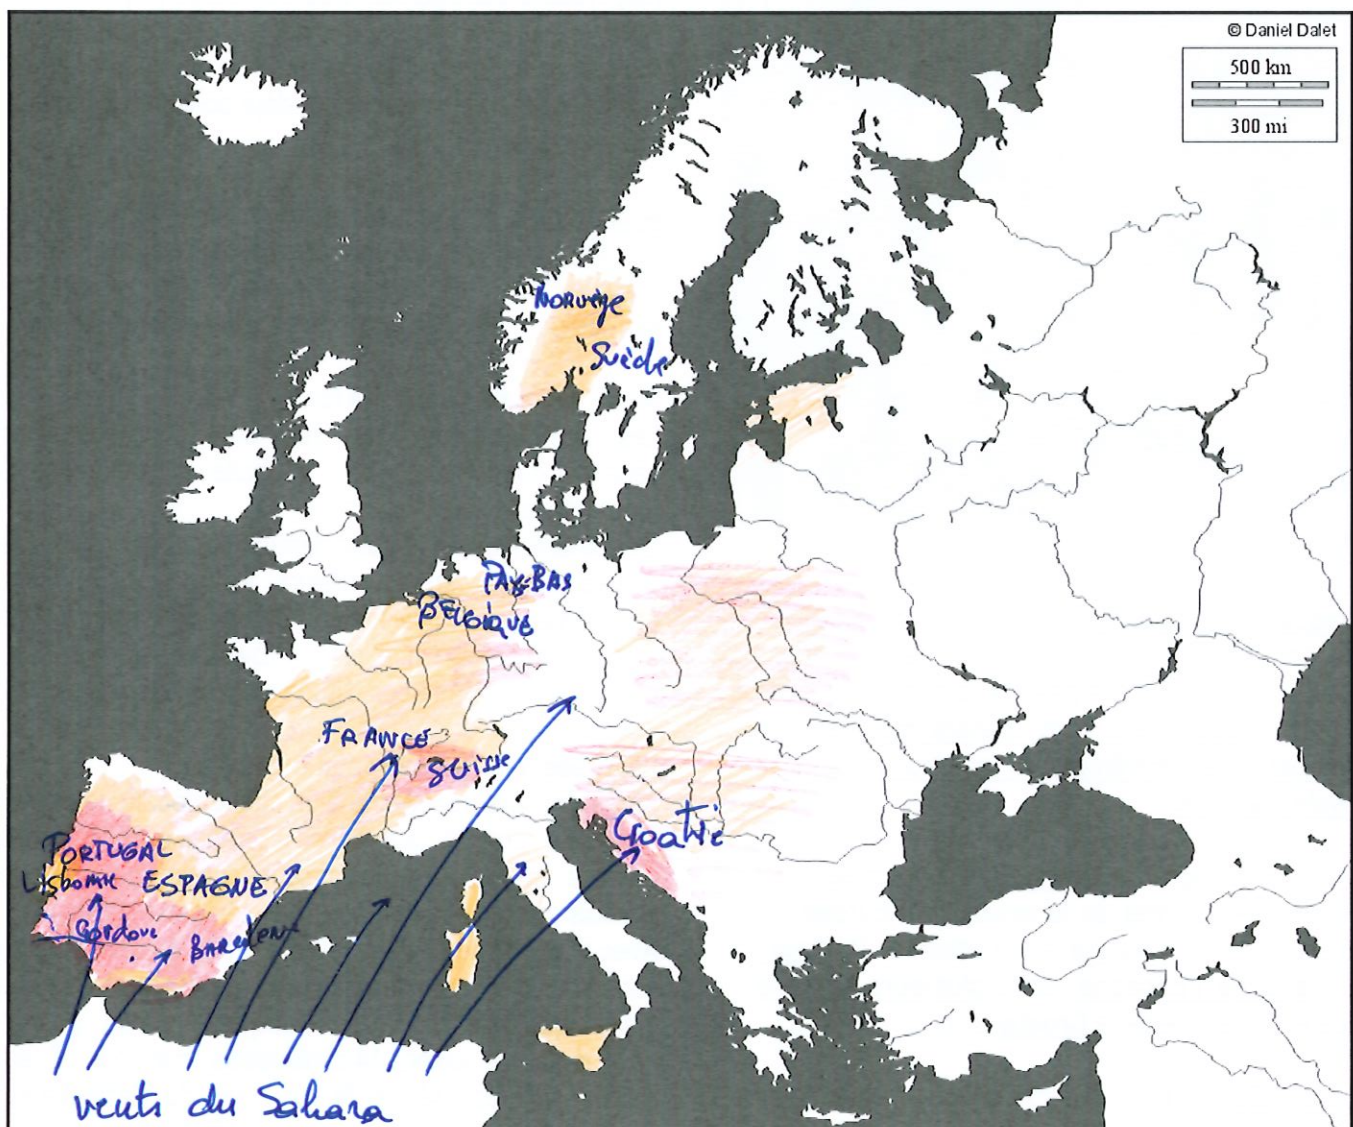 © Daniel Dalet
500 km
300 mi
Norvège
Suède
PAYS-BAS
BELGIQUE
FRANCE
SUISSE
Croatie
PORTUGAL
Lisbonne
ESPAGNE
Cordoue
vents du Sahara